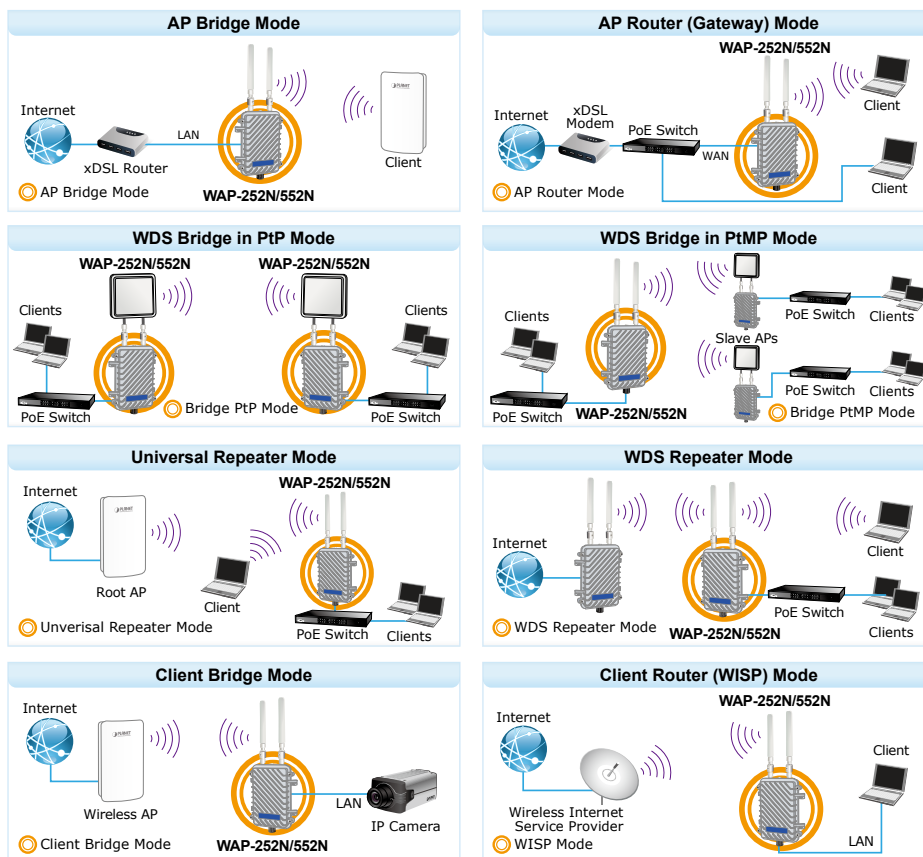 AP Bridge Mode
Internet
LAN
xDSL Router
Client
WAP-252N/552N
AP Bridge Mode
PLANET
AP Router (Gateway) Mode
WAP-252N/552N
Internet
xDSL
Modem
PoE Switch
WAN
Client
Client
AP Router Mode
WDS Bridge in PtP Mode
WAP-252N/552N
WAP-252N/552N
Clients
Clients
PoE Switch
Bridge PtP Mode
PoE Switch
WDS Bridge in PtMP Mode
Clients
PoE Switch
WAP-252N/552N
Slave APs
PoE Switch
Clients
PoE Switch
Clients
Bridge PtMP Mode
Universal Repeater Mode
WAP-252N/552N
Internet
PLANET
Root AP
Client
PoE Switch
Clients
Unverisal Repeater Mode
WDS Repeater Mode
Internet
Client
PoE Switch
Clients
WDS Repeater Mode
WAP-252N/552N
Client Bridge Mode
Internet
PLANET
Wireless AP
LAN
IP Camera
Client Bridge Mode
WAP-252N/552N
Client Router (WISP) Mode
WAP-252N/552N
Internet
Client
Wireless Internet
Service Provider
WISP Mode
LAN